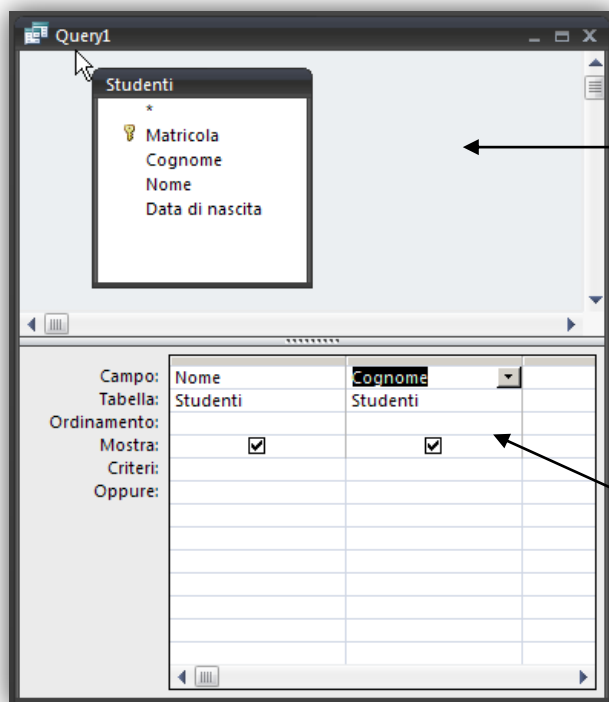 Query1
Studenti
*
Matricola
Cognome
Nome
Data di nascita
Campo: Nome Cognome
Tabella: Studenti Studenti
Ordinamento:
Mostra:
Criteri:
Oppure: